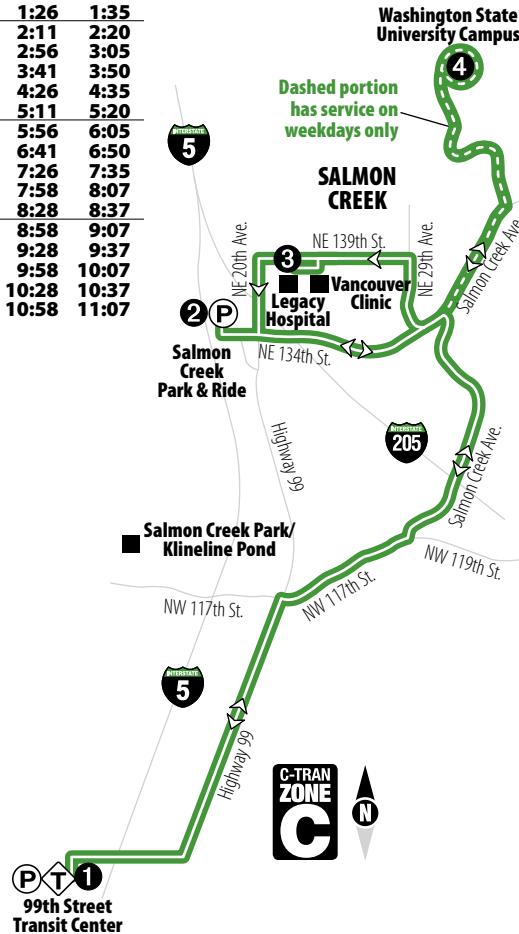 1:26 1:35
2:11 2:20
2:56 3:05
3:41 3:50
4:26 4:35
5:11 5:20
5:56 6:05
6:41 6:50
7:26 7:35
7:58 8:07
8:28 8:37
8:58 9:07
9:28 9:37
9:58 10:07
10:28 10:37
10:58 11:07
Washington State
University Campus
4
Dashed portion
has service on
weekdays only
INTERSTATE
5
SALMON
CREEK
NE 20th Ave.
NE 139th St.
NE 29th Ave.
Salmon Creek Ave.
3
Legacy
Hospital
Vancouver
Clinic
2 P
Salmon
Creek
Park & Ride
NE 134th St.
Highway 99
INTERSTATE
205
Salmon Creek Ave.
Salmon Creek Park/
Klineline Pond
NW 119th St.
NW 117th St.
NW 117th St.
INTERSTATE
5
Highway 99
C-TRAN
ZONE
C
N
P T 1
99th Street
Transit Center